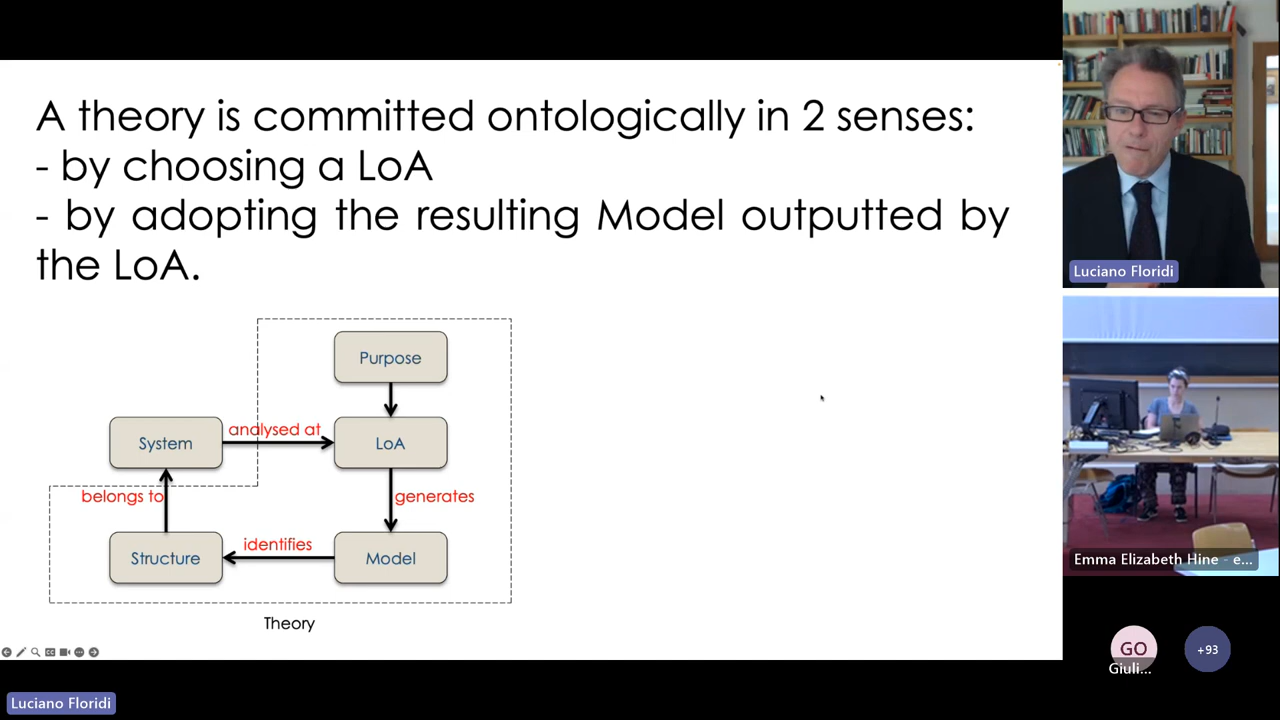 A theory is committed ontologically in 2 senses:
- by choosing a LoA
- by adopting the resulting Model outputted by
the LoA.
Purpose
System
analysed at
LoA
belongs to
generates
Structure
identifies
Model
Theory
Luciano Floridi
Luciano Floridi
Emma Elizabeth Hine - e...
GO
Giuli...
+93